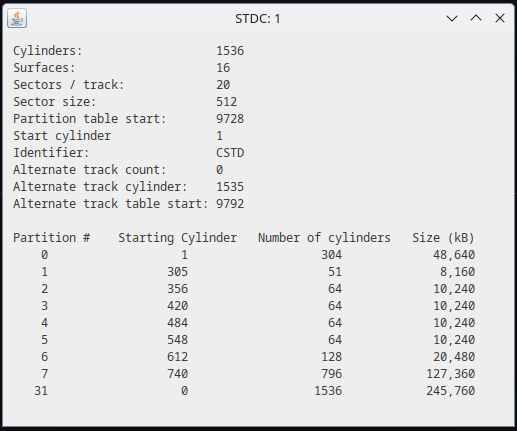 STDC: 1
Cylinders: 1536
Surfaces: 16
Sectors / track: 20
Sector size: 512
Partition table start: 9728
Start cylinder 1
Identifier: CSTD
Alternate track count: 0
Alternate track cylinder: 1535
Alternate track table start: 9792
Partition # Starting Cylinder Number of cylinders Size (kB)
0 1 304 48,640
1 305 51 8,160
2 356 64 10,240
3 420 64 10,240
4 484 64 10,240
5 548 64 10,240
6 612 128 20,480
7 740 796 127,360
31 0 1536 245,760